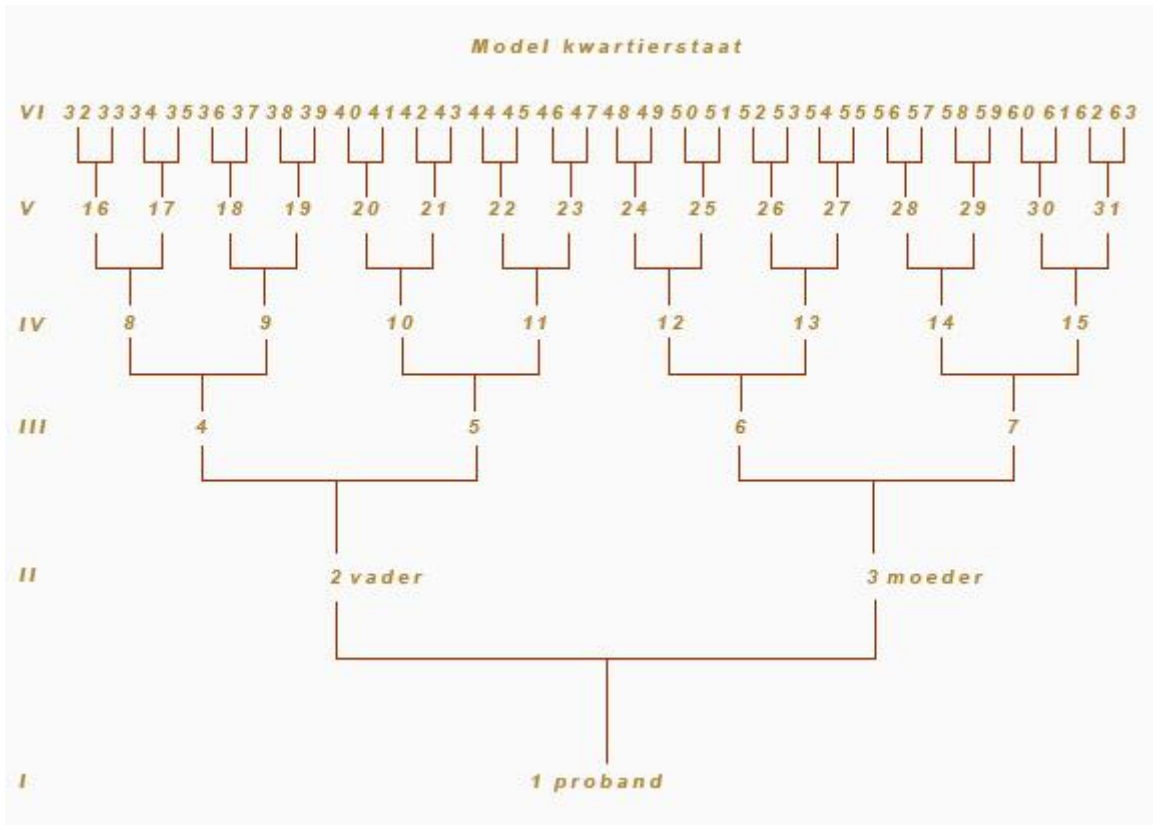 Model kwartierstaat
VI 32 33 34 35 36 37 38 39 40 41 42 43 44 45 46 47 48 49 50 51 52 53 54 55 56 57 58 59 60 61 62 63
V 16 17 18 19 20 21 22 23 24 25 26 27 28 29 30 31
IV 8 9 10 11 12 13 14 15
III 4 5 6 7
II 2 vader 3 moeder
I 1 proband